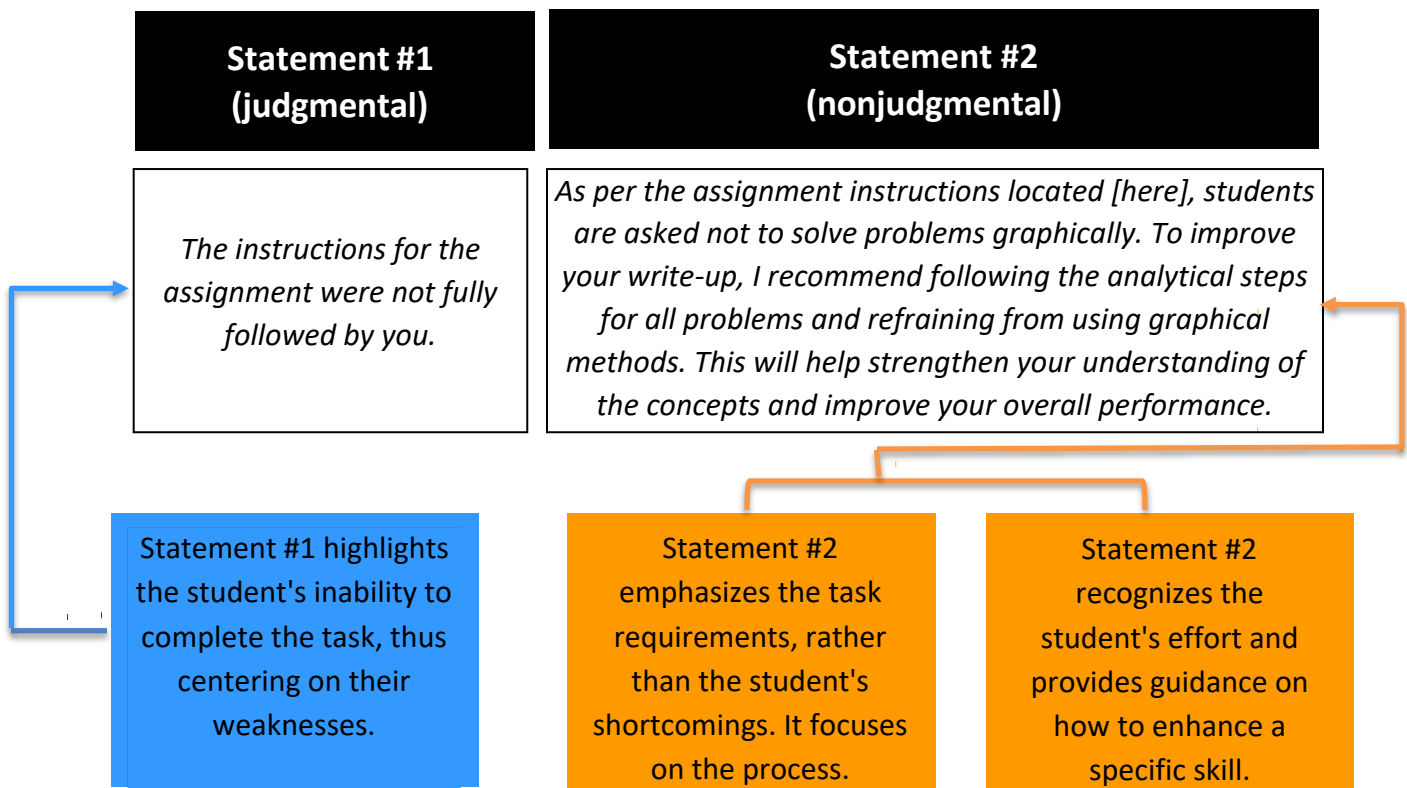 Statement #1
(judgmental)
Statement #2
(nonjudgmental)
The instructions for the
assignment were not fully
followed by you.
As per the assignment instructions located [here], students
are asked not to solve problems graphically. To improve
your write-up, I recommend following the analytical steps
for all problems and refraining from using graphical
methods. This will help strengthen your understanding of
the concepts and improve your overall performance.
Statement #1 highlights
the student's inability to
complete the task, thus
centering on their
weaknesses.
Statement #2
emphasizes the task
requirements, rather
than the student's
shortcomings. It focuses
on the process.
Statement #2
recognizes the
student's effort and
provides guidance on
how to enhance a
specific skill.